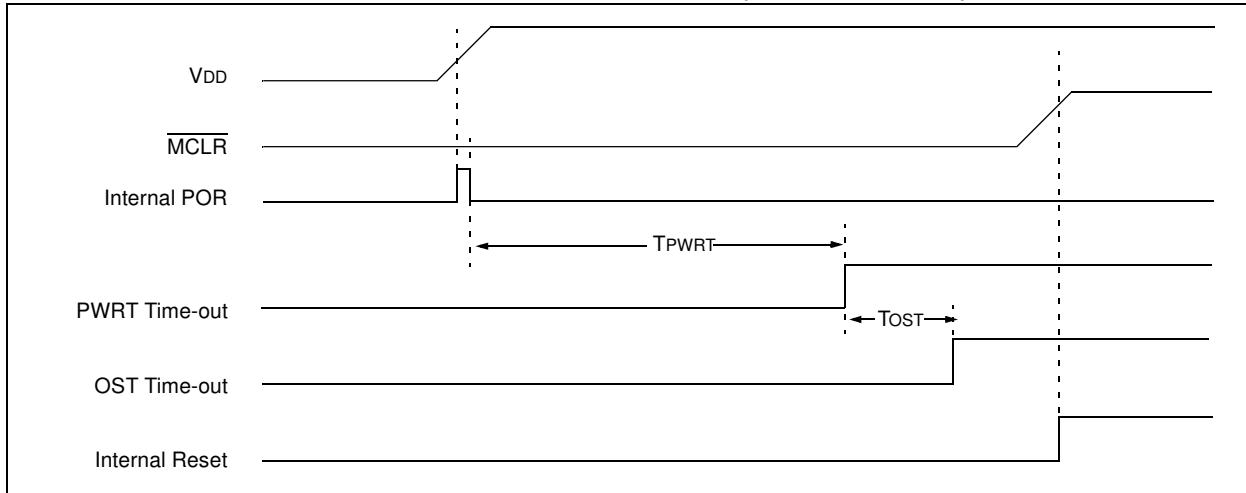 VDD
MCLR
Internal POR
TPWRT
PWRT Time-out
TOST
OST Time-out
Internal Reset